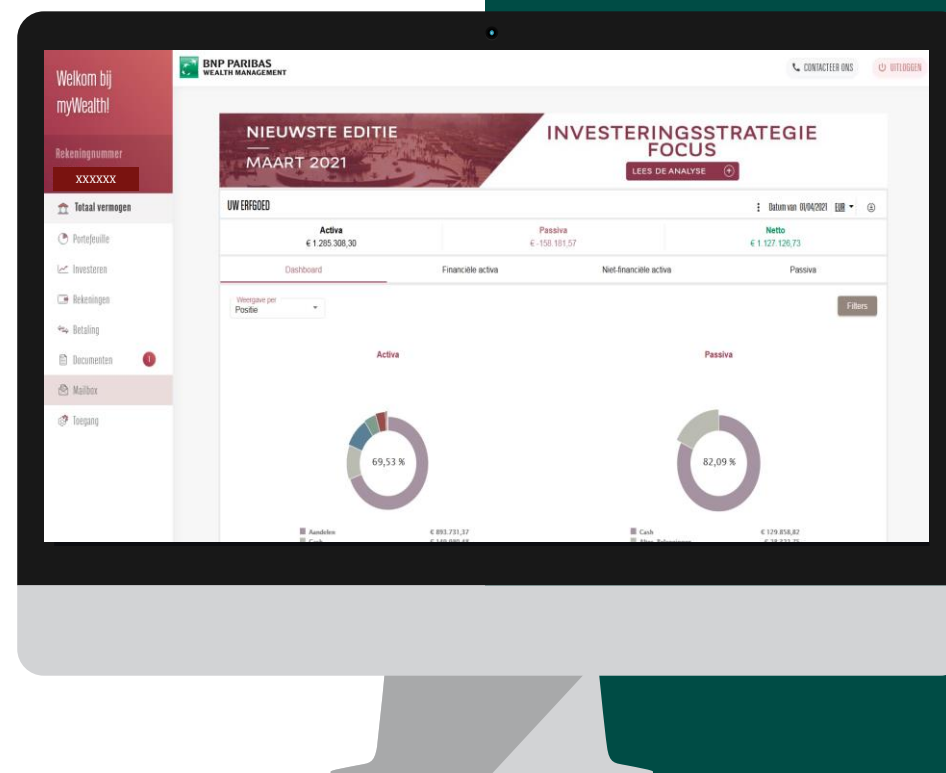 Welkom bij
myWealth!
Rekeningnummer
XXXXXX
Totaal vermogen
Portefeuille
Investeren
Rekeningen
Betaling
Documenten 1
Mailbox
Toegang
BNP PARIBAS
WEALTH MANAGEMENT
CONTACTEER ONS
UITLOGGEN
NIEUWSTE EDITIE
MAART 2021
INVESTERINGSSTRATEGIE
FOCUS
LEES DE ANALYSE
UW ERFGOED
Datum van 01/04/2021 EUR
Activa Passiva Netto
€ 1.285.308,30 €-158.181,57 € 1.127.126,73
Dashboard Financiële activa Niet-financiële activa Passiva
Weergave per
Positie
Filters
Activa Passiva
69,53 % 82,09 %
Aandelen € 893.731,37 Cash € 129.858,82
Cash